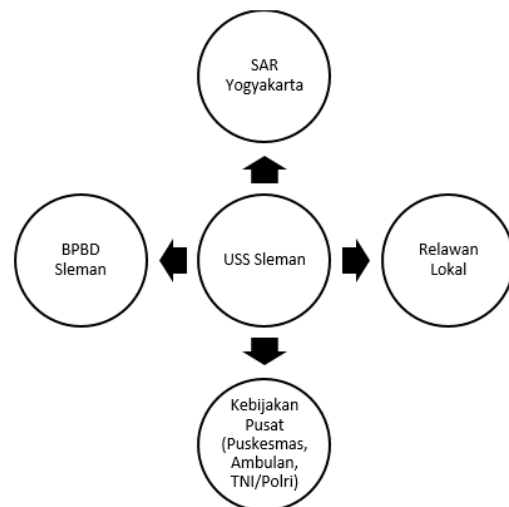 SAR
Yogyakarta
BPBD
Sleman
USS Sleman
Relawan
Lokal
Kebijakan
Pusat
(Puskesmas,
Ambulan,
TNI/Polri)